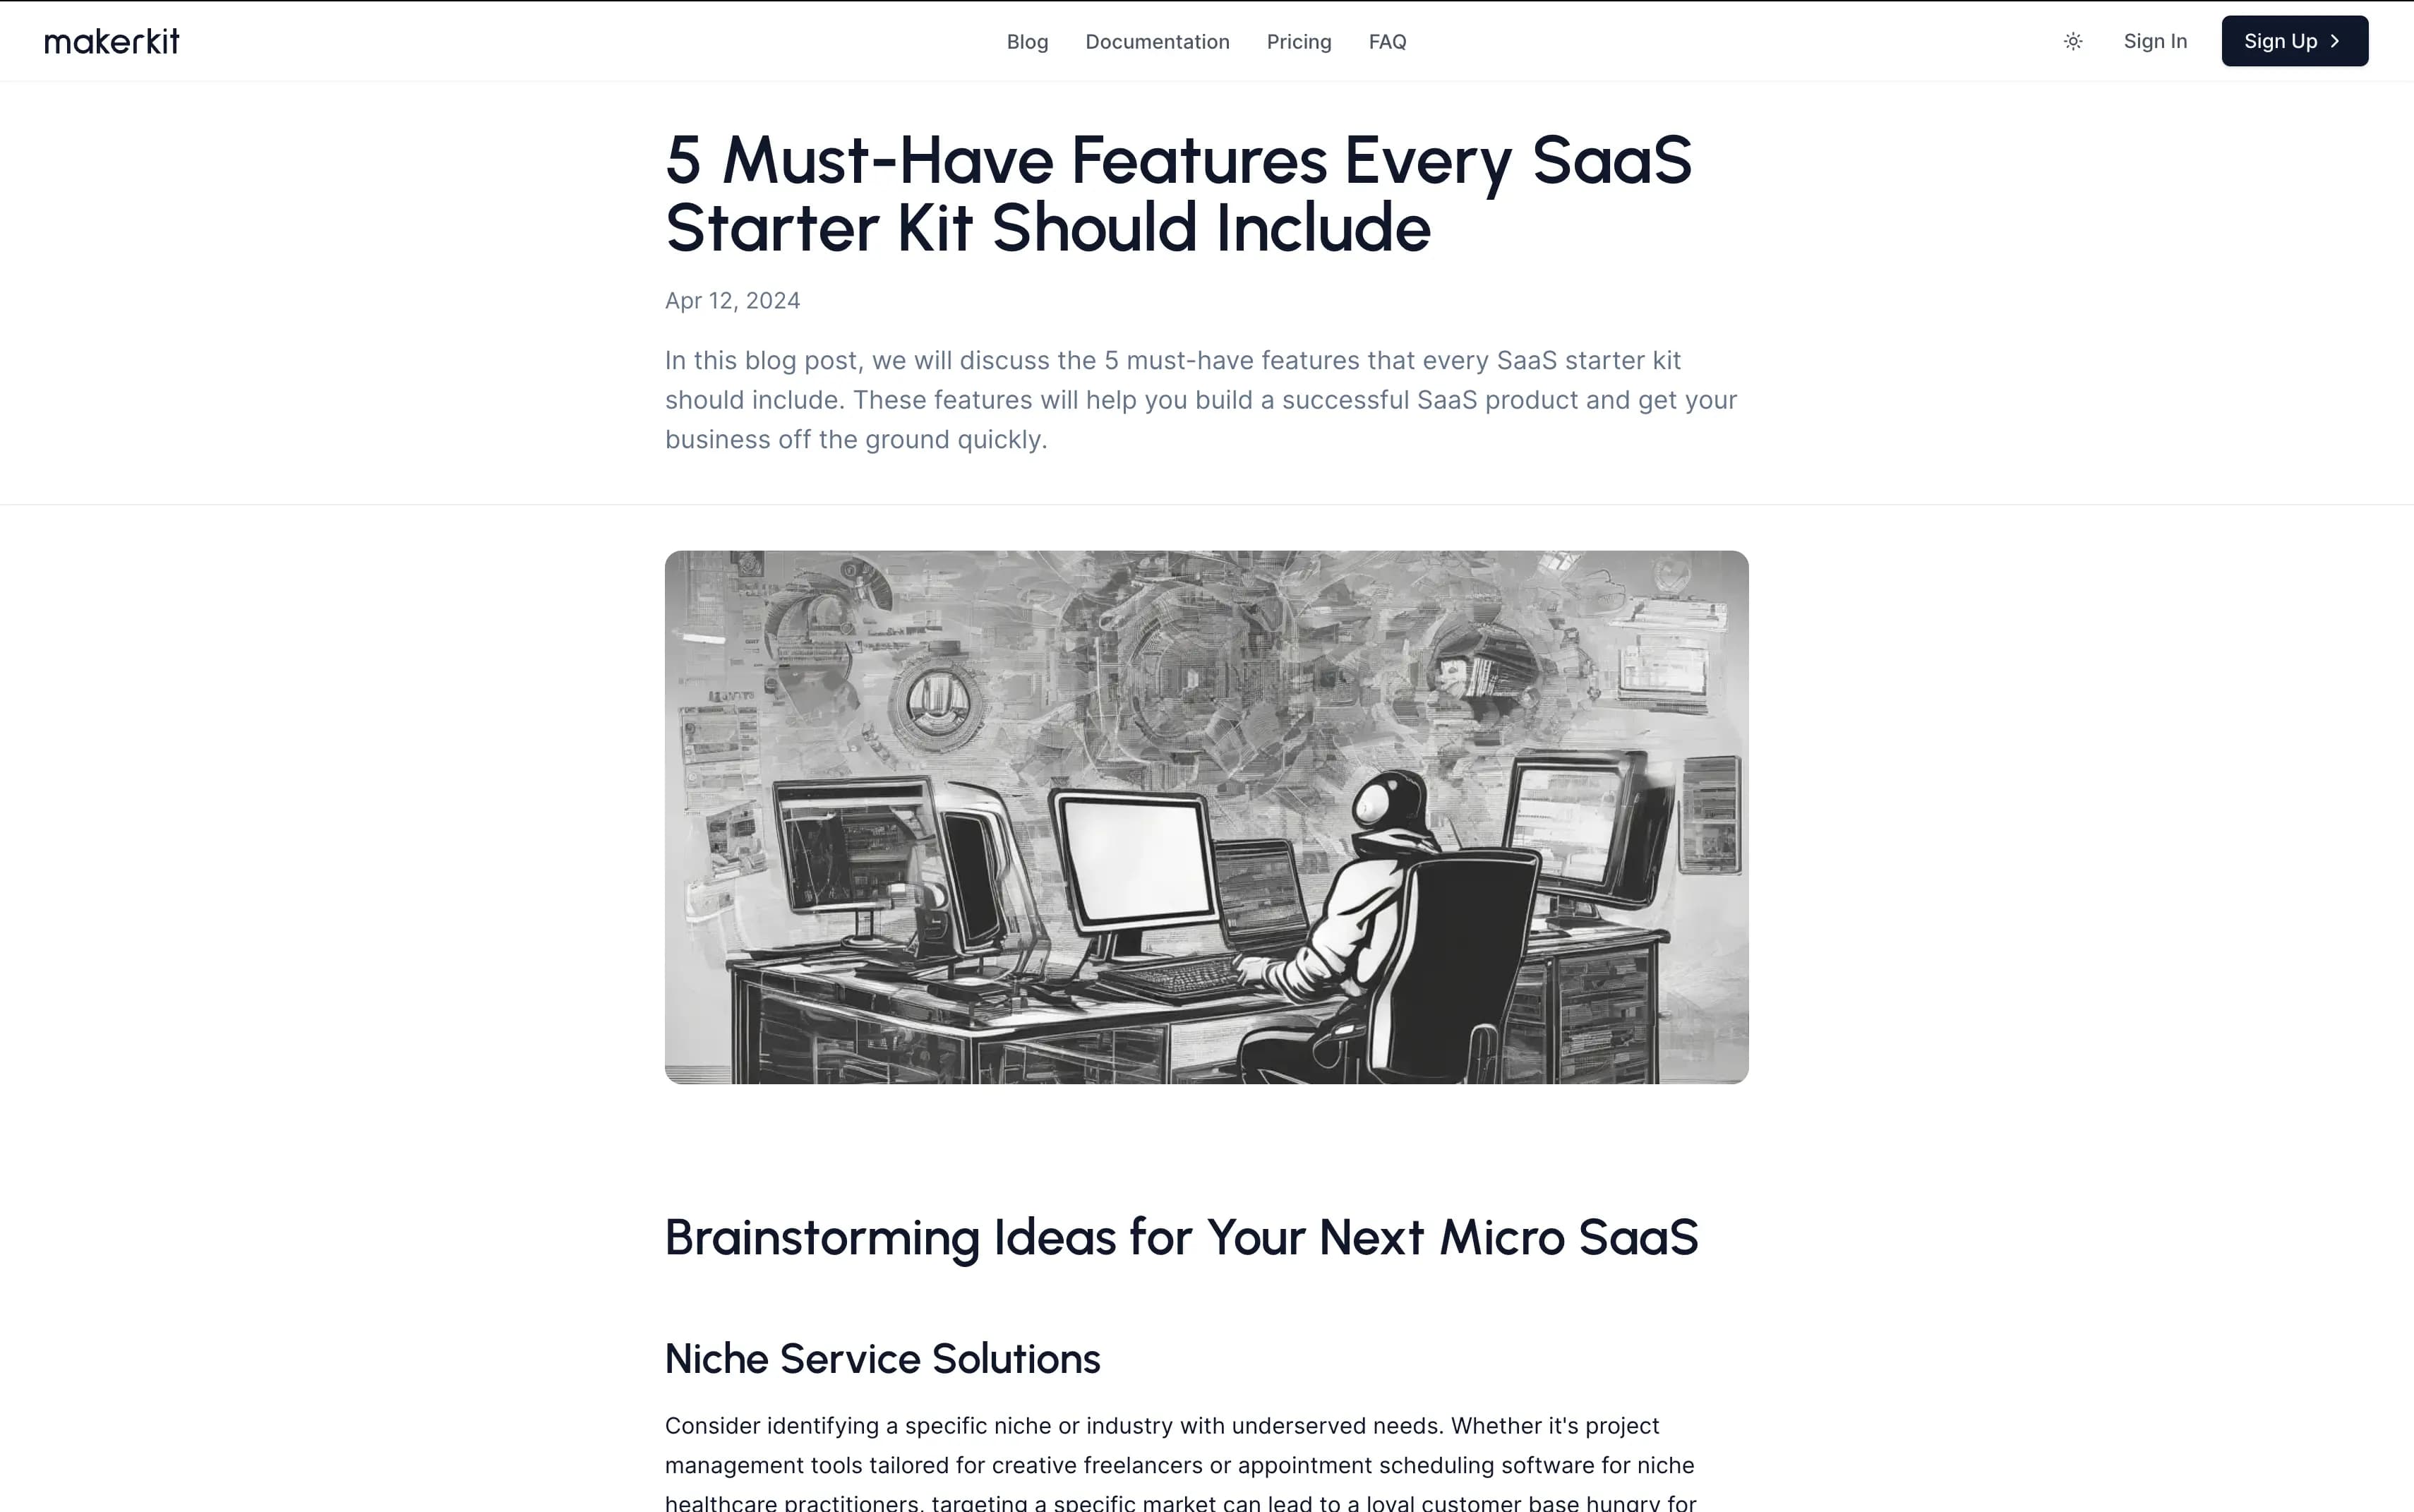 makerkit
Blog Documentation Pricing FAQ
Sign In
Sign Up
5 Must-Have Features Every SaaS
Starter Kit Should Include
Apr 12, 2024
In this blog post, we will discuss the 5 must-have features that every SaaS starter kit
should include. These features will help you build a successful SaaS product and get your
business off the ground quickly.
Brainstorming Ideas for Your Next Micro SaaS
Niche Service Solutions
Consider identifying a specific niche or industry with underserved needs. Whether it's project
management tools tailored for creative freelancers or appointment scheduling software for niche
healthcare practitioners, targeting a specific market can lead to a loyal customer base hungry for